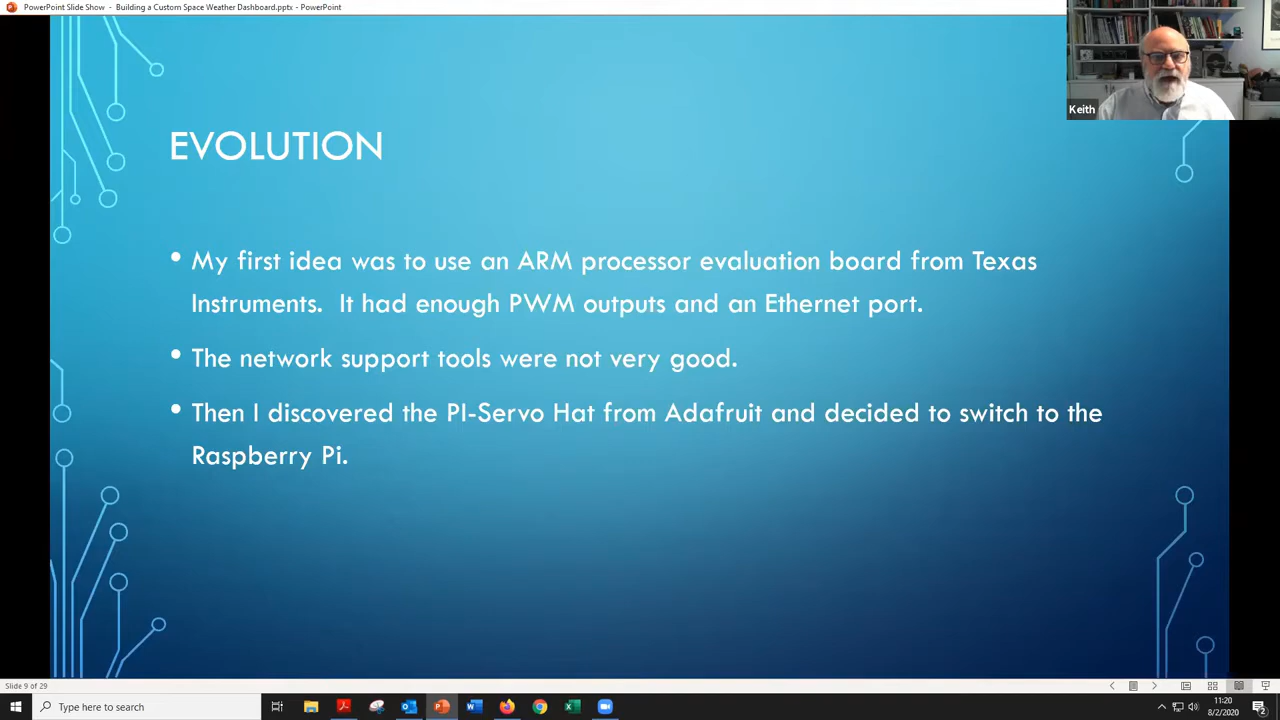 PowerPoint Slide Show - Building a Custom Space Weather Dashboard.pptx - PowerPoint
Keith
EVOLUTION
• My first idea was to use an ARM processor evaluation board from Texas
Instruments. It had enough PWM outputs and an Ethernet port.
• The network support tools were not very good.
• Then I discovered the PI-Servo Hat from Adafruit and decided to switch to the
Raspberry Pi.
Slide 9 of 29
Type here to search
11:20
8/2/2020
2